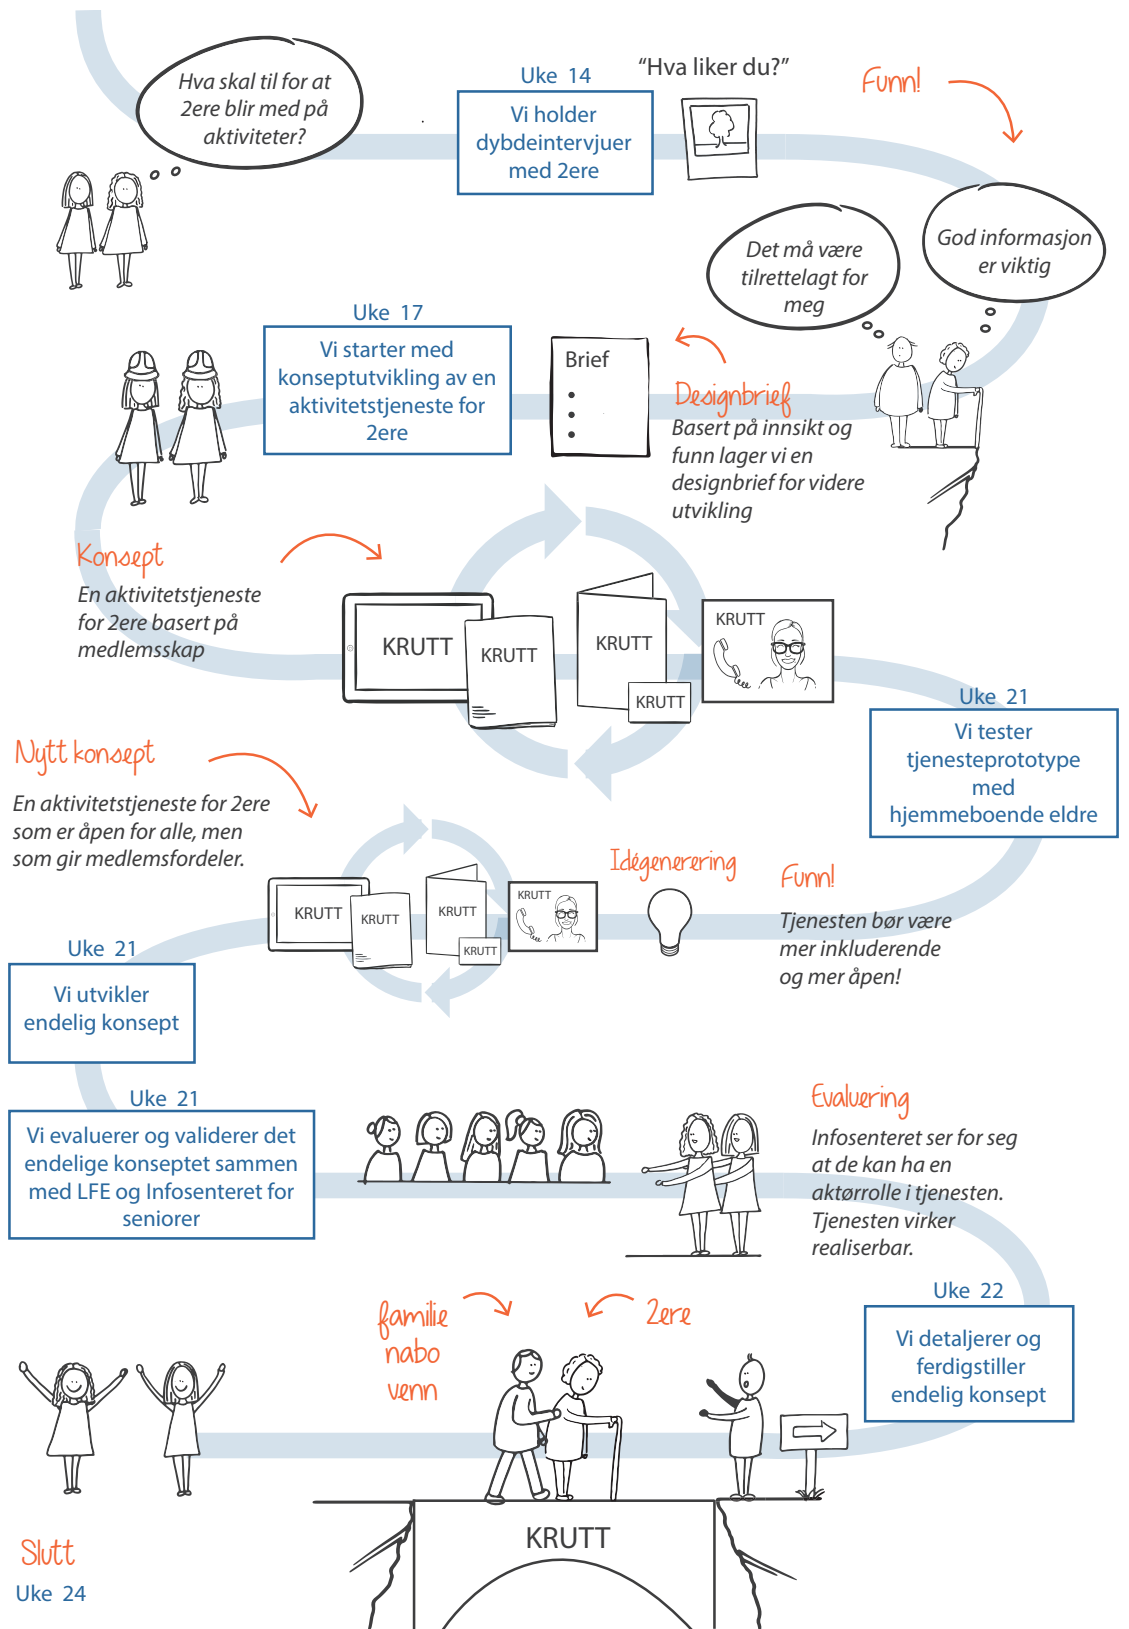 Hva skal til for at
2ere blir med på
aktiviteter?
Uke 14
Vi holder
dybdeintervjuer
med 2ere
"Hva liker du?"
Funn!
Det må være
tilrettelagt for
meg
God informasjon
er viktig
Uke 17
Vi starter med
konseptutvikling av en
aktivitetstjeneste for
2ere
Brief
Designbrief
Basert på innsikt og
funn lager vi en
designbrief for videre
utvikling
Konsept
En aktivitetstjeneste
for 2ere basert på
medlemsskap
KRUTT
KRUTT
KRUTT
KRUTT
KRUTT
Uke 21
Vi tester
tjenesteprototype
med
hjemmeboende eldre
Nytt konsept
En aktivitetstjeneste for 2ere
som er åpen for alle, men
som gir medlemsfordeler.
KRUTT
KRUTT
KRUTT
KRUTT
KRUTT
Idégenerering
Funn!
Tjenesten bør være
mer inkluderende
og mer åpen!
Uke 21
Vi utvikler
endelig konsept
Uke 21
Vi evaluerer og validerer det
endelige konseptet sammen
med LFE og Infosenteret for
seniorer
Evaluering
Infosenteret ser for seg
at de kan ha en
aktørrolle i tjenesten.
Tjenesten virker
realiserbar.
Uke 22
Vi detaljerer og
ferdigstiller
endelig konsept
familie
nabo
venn
2ere
KRUTT
Slutt
Uke 24